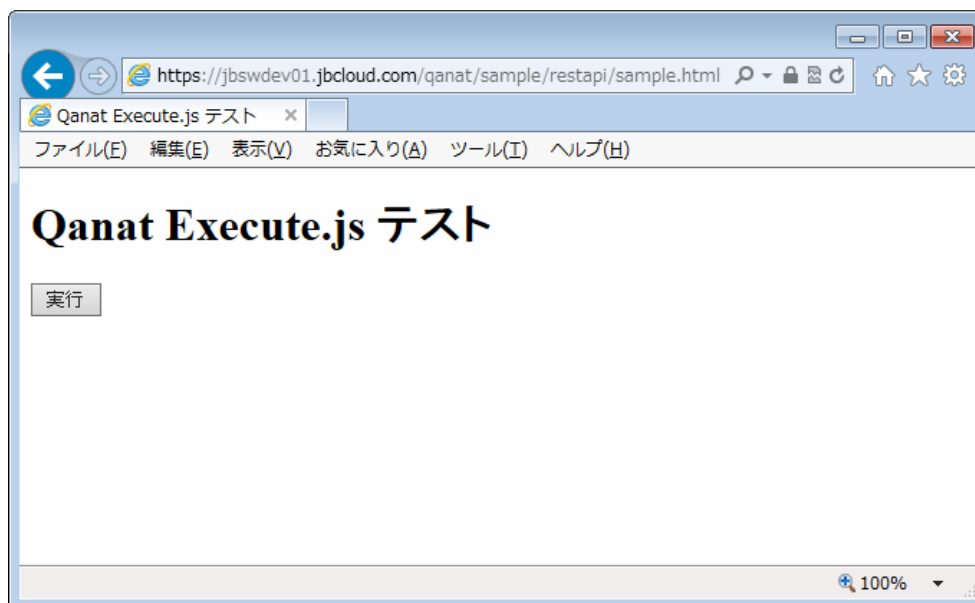 https://jbswdev01.jbcloud.com/qanat/sample/restapi/sample.html
Qanat Execute.js テスト
ファイル(F) 編集(E) 表示(V) お気に入り(A) ツール(T) ヘルプ(H)
Qanat Execute.js テスト
実行
100%